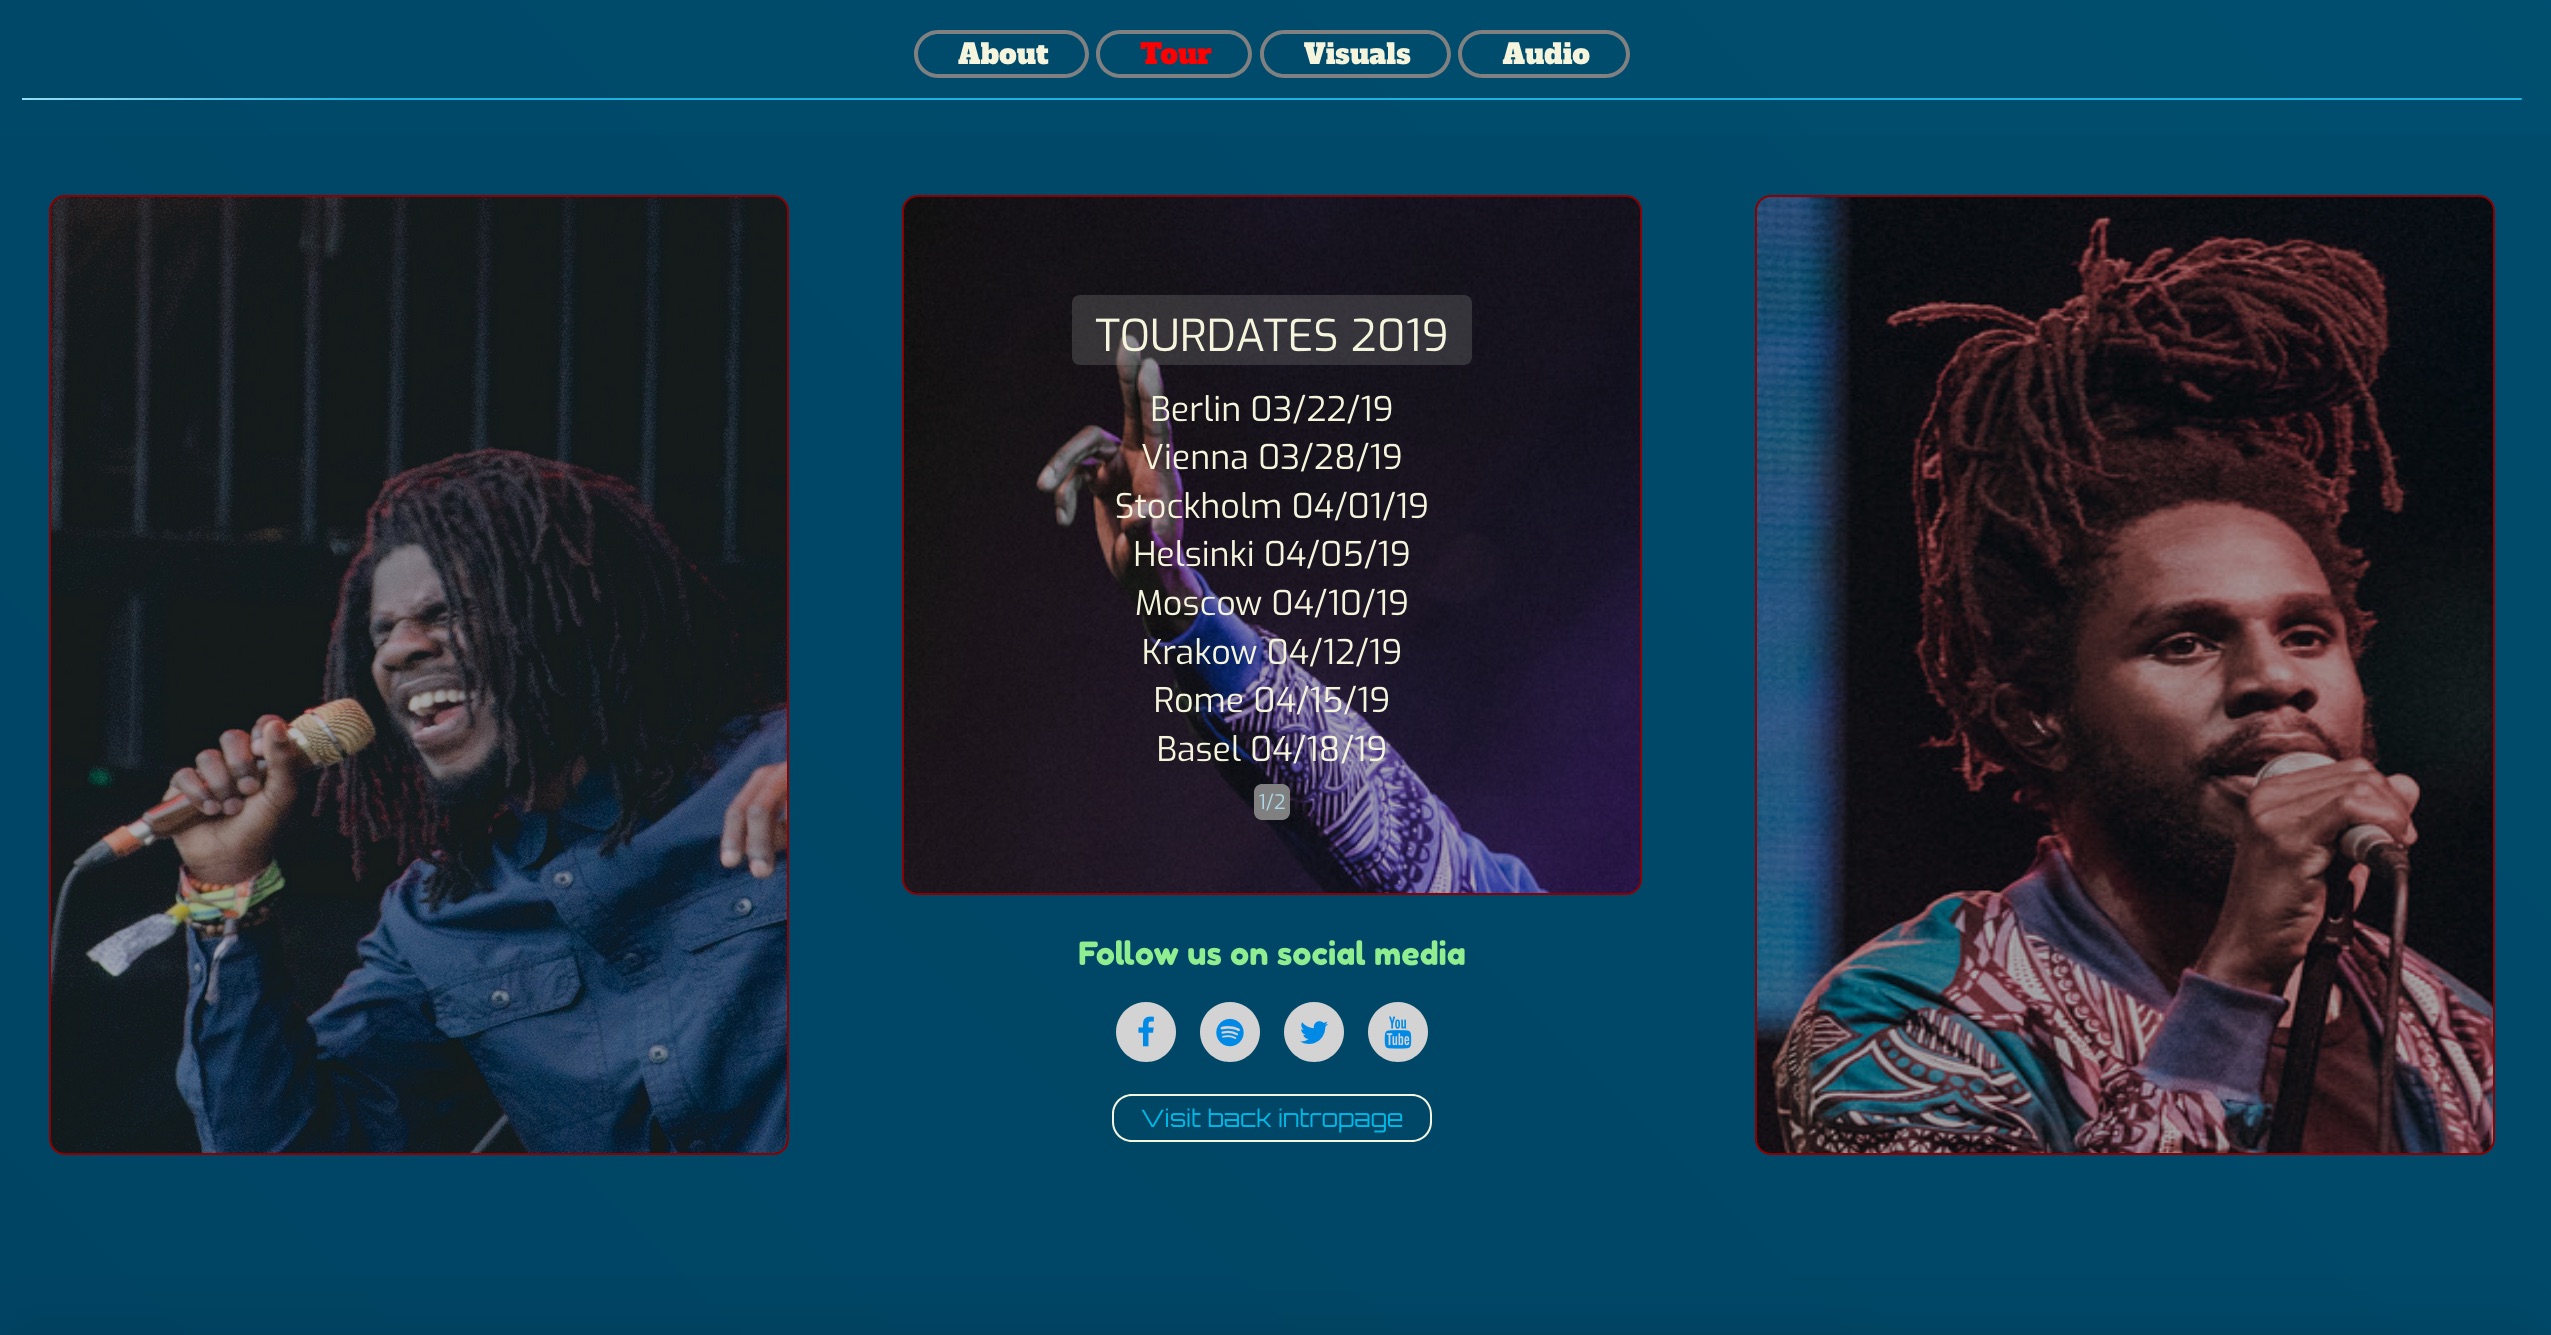 About Tour Visuals Audio
TOURDATES 2019
Berlin 03/22/19
Vienna 03/28/19
Stockholm 04/01/19
Helsinki 04/05/19
Moscow 04/10/19
Krakow 04/12/19
Rome 04/15/19
Basel 04/18/19
1/2
Follow us on social media
You
Tube
Visit back intropage